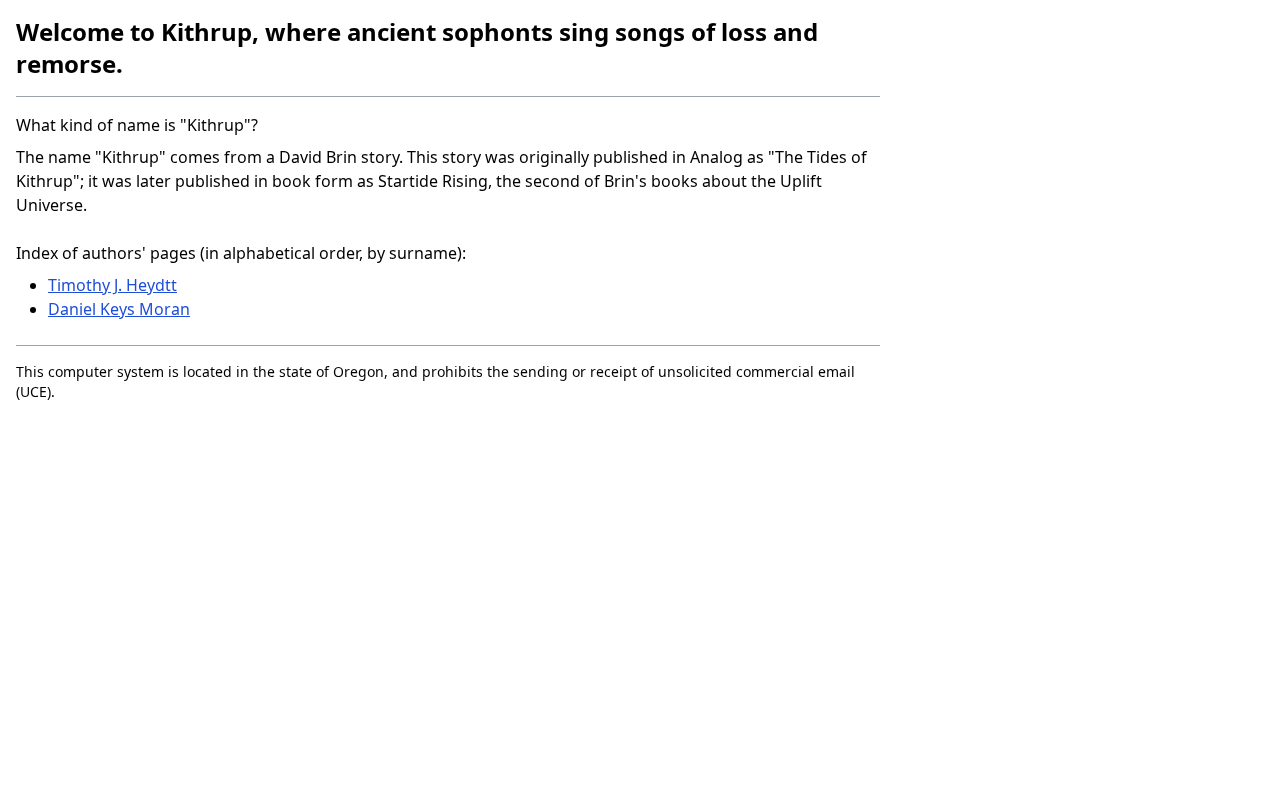 Welcome to Kithrup, where ancient sophonts sing songs of loss and
remorse.
What kind of name is "Kithrup"?
The name "Kithrup" comes from a David Brin story. This story was originally published in Analog as "The Tides of
Kithrup"; it was later published in book form as Startide Rising, the second of Brin's books about the Uplift
Universe.
Index of authors' pages (in alphabetical order, by surname):
Timothy J. Heydtt
Daniel Keys Moran
This computer system is located in the state of Oregon, and prohibits the sending or receipt of unsolicited commercial email
(UCE).